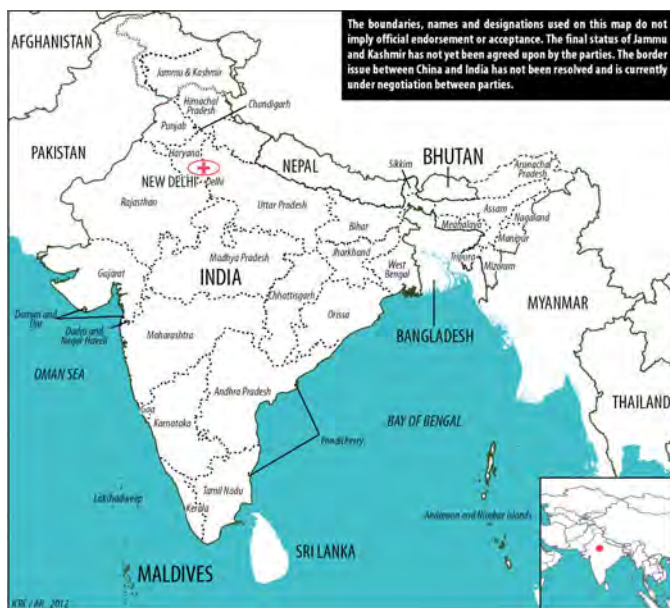 The boundaries, names and designations used on this map do not
imply official endorsement or acceptance. The final status of Jammu
and Kashmir has not yet been agreed upon by the parties. The border
issue between China and India has not been resolved and is currently
under negotiation between parties.
AFGHANISTAN
Jammu & Kashmir
Himachal
Pradesh
Chandigarh
Punjab
PAKISTAN
Haryana
NEW DELHI
Delhi
NEPAL
Sikkim
BHUTAN
Arunachal
Pradesh
Rajasthan
Uttar Pradesh
Assam
Nagaland
Meghalaya
Bihar
Manipur
Jharkhand
Tripura
Mizoram
Madhya Pradesh
Gujarat
INDIA
West
Bengal
Chhattisgarh
MYANMAR
Daman and
Diu
Orissa
BANGLADESH
Dadra and
Nagar Haveli
Maharashtra
OMAN SEA
THAILAND
Andhra Pradesh
Goa
Karnataka
BAY OF BENGAL
Pondicherry
Lakshadweep
Tamil Nadu
Kerala
Andaman and Nicobar Islands
SRI LANKA
MALDIVES
2012